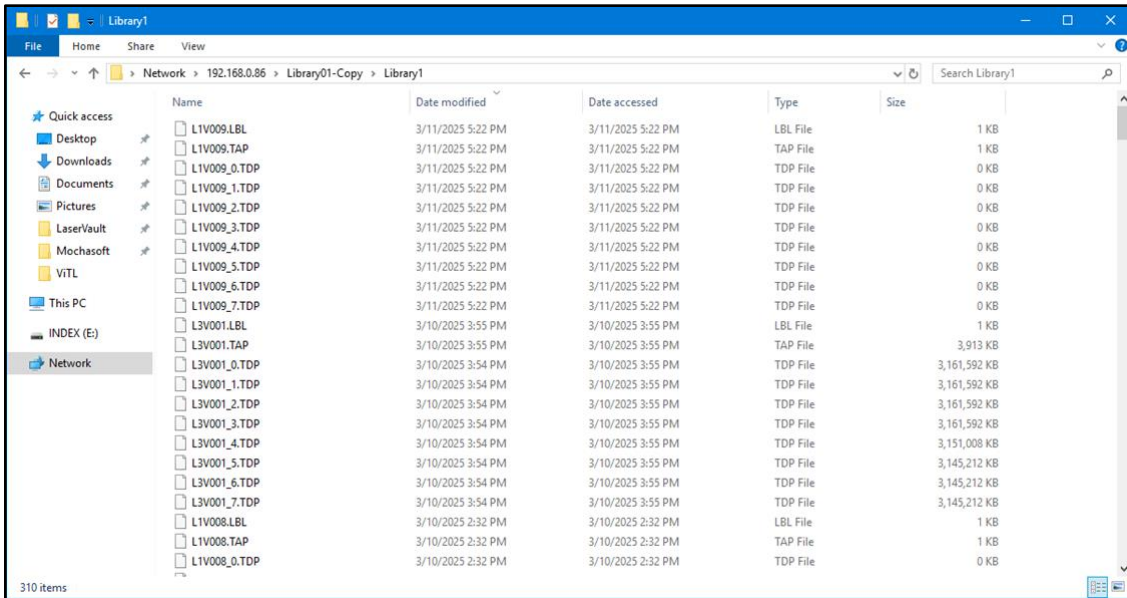 Library1
File Home Share View
Network > 192.168.0.86 > Library01-Copy > Library1 Search Library1
Name Date modified Date accessed Type Size
Quick access
Desktop
Downloads
Documents
Pictures
LaserVault
Mochasoft
ViTL
This PC
INDEX (E:)
Network
L1V009.LBL 3/11/2025 5:22 PM 3/11/2025 5:22 PM LBL File 1 KB
L1V009.TAP 3/11/2025 5:22 PM 3/11/2025 5:22 PM TAP File 1 KB
L1V009_0.TDP 3/11/2025 5:22 PM 3/11/2025 5:22 PM TDP File 0 KB
L1V009_1.TDP 3/11/2025 5:22 PM 3/11/2025 5:22 PM TDP File 0 KB
L1V009_2.TDP 3/11/2025 5:22 PM 3/11/2025 5:22 PM TDP File 0 KB
L1V009_3.TDP 3/11/2025 5:22 PM 3/11/2025 5:22 PM TDP File 0 KB
L1V009_4.TDP 3/11/2025 5:22 PM 3/11/2025 5:22 PM TDP File 0 KB
L1V009_5.TDP 3/11/2025 5:22 PM 3/11/2025 5:22 PM TDP File 0 KB
L1V009_6.TDP 3/11/2025 5:22 PM 3/11/2025 5:22 PM TDP File 0 KB
L1V009_7.TDP 3/11/2025 5:22 PM 3/11/2025 5:22 PM TDP File 0 KB
L3V001.LBL 3/10/2025 3:55 PM 3/10/2025 3:55 PM LBL File 1 KB
L3V001.TAP 3/10/2025 3:55 PM 3/10/2025 3:55 PM TAP File 3,913 KB
L3V001_0.TDP 3/10/2025 3:54 PM 3/10/2025 3:55 PM TDP File 3,161,592 KB
L3V001_1.TDP 3/10/2025 3:54 PM 3/10/2025 3:55 PM TDP File 3,161,592 KB
L3V001_2.TDP 3/10/2025 3:54 PM 3/10/2025 3:55 PM TDP File 3,161,592 KB
L3V001_3.TDP 3/10/2025 3:54 PM 3/10/2025 3:55 PM TDP File 3,161,592 KB
L3V001_4.TDP 3/10/2025 3:54 PM 3/10/2025 3:55 PM TDP File 3,151,008 KB
L3V001_5.TDP 3/10/2025 3:54 PM 3/10/2025 3:55 PM TDP File 3,145,212 KB
L3V001_6.TDP 3/10/2025 3:54 PM 3/10/2025 3:55 PM TDP File 3,145,212 KB
L3V001_7.TDP 3/10/2025 3:54 PM 3/10/2025 3:55 PM TDP File 3,145,212 KB
L1V008.LBL 3/10/2025 2:32 PM 3/10/2025 2:32 PM LBL File 1 KB
L1V008.TAP 3/10/2025 2:32 PM 3/10/2025 2:32 PM TAP File 1 KB
L1V008_0.TDP 3/10/2025 2:32 PM 3/10/2025 2:32 PM TDP File 0 KB
310 items